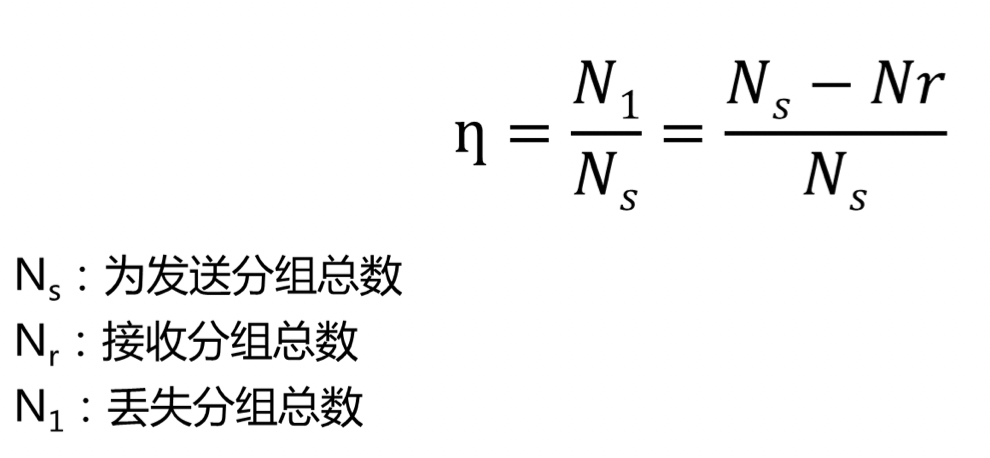 η = N₁/Nₛ = (Nₛ − Nr)/Nₛ
Nₛ：为发送分组总数
Nᵣ：接收分组总数
N₁：丢失分组总数